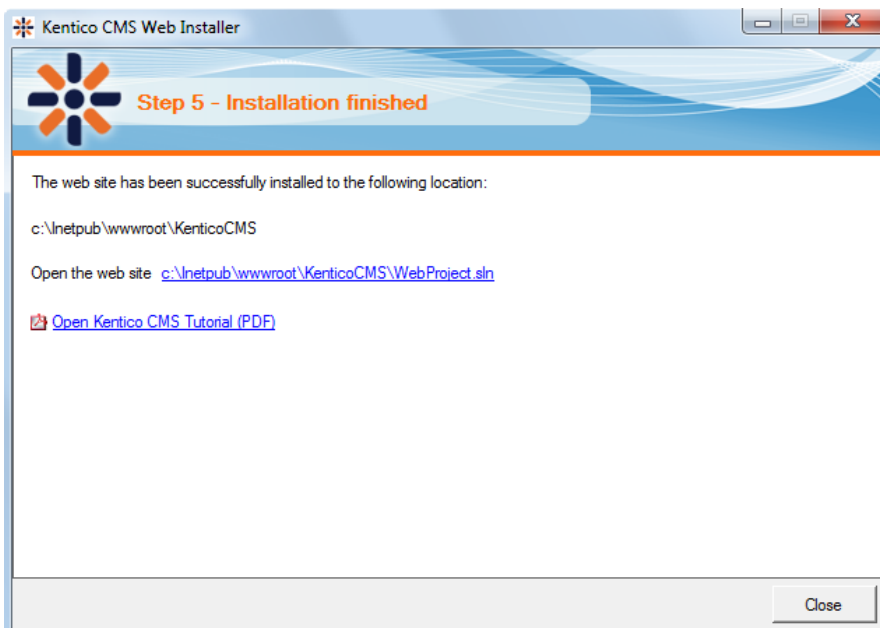 Kentico CMS Web Installer
Step 5 - Installation finished
The web site has been successfully installed to the following location:
c:\Inetpub\wwwroot\KenticoCMS
Open the web site c:\Inetpub\wwwroot\KenticoCMS\WebProject.sln
Open Kentico CMS Tutorial (PDF)
Close